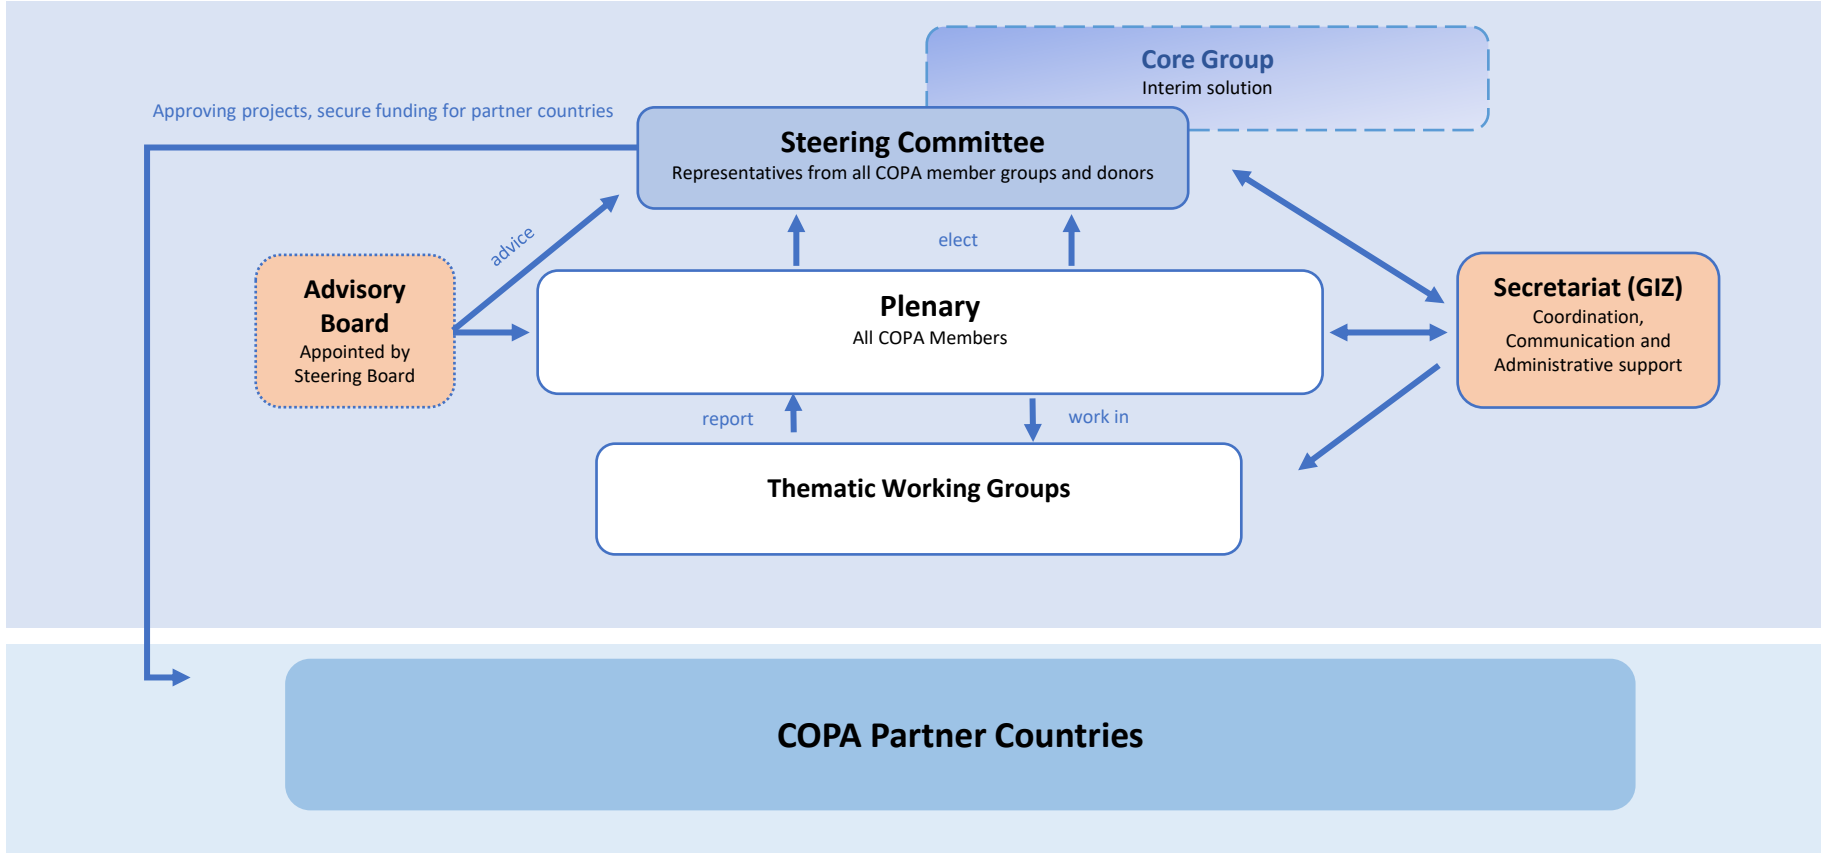 Core Group
Interim solution
Approving projects, secure funding for partner countries
Steering Committee
Representatives from all COPA member groups and donors
advice
elect
Advisory
Board
Appointed by
Steering Board
Plenary
All COPA Members
Secretariat (GIZ)
Coordination,
Communication and
Administrative support
report
work in
Thematic Working Groups
COPA Partner Countries